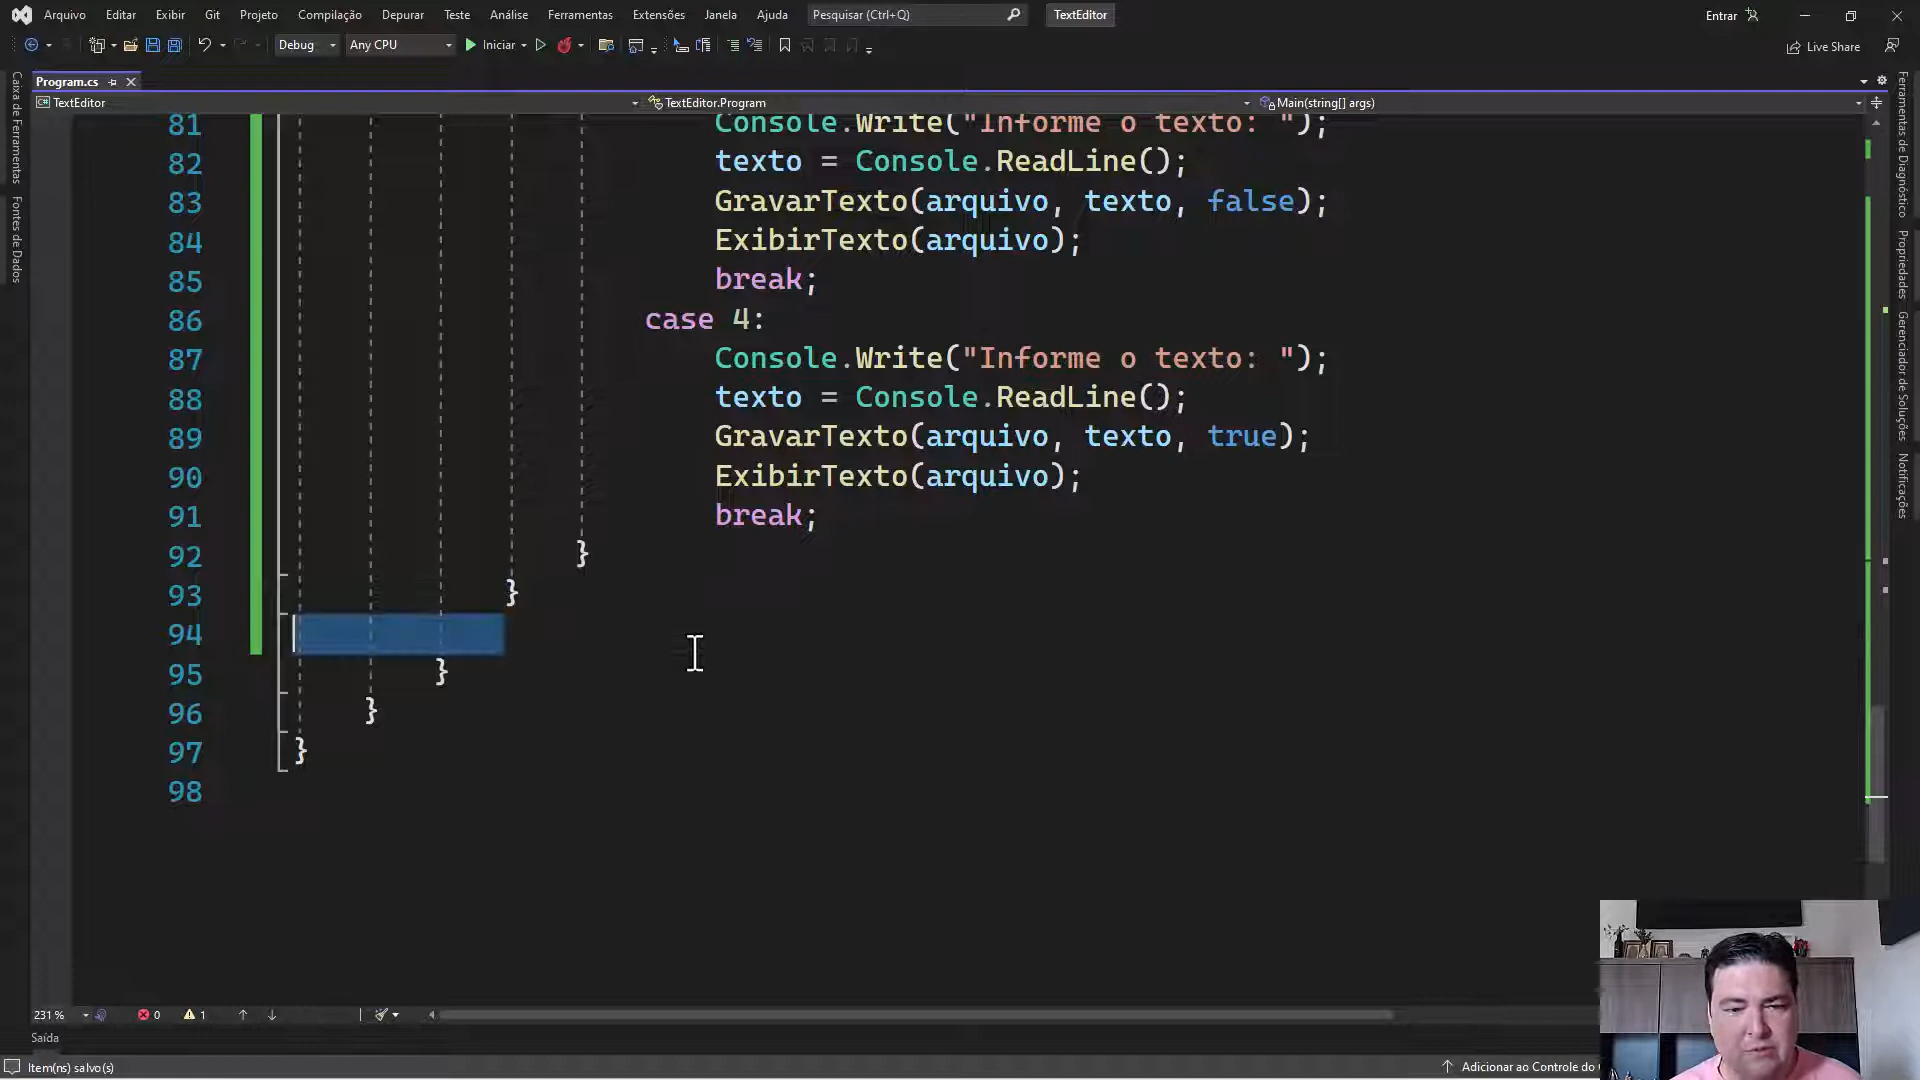 Arquivo Editar Exibir Git Projeto Compilação Depurar Teste Análise Ferramentas Extensões Janela Ajuda Pesquisar (Ctrl+Q) TextEditor Entrar
Debug Any CPU Iniciar Live Share
Program.cs
TextEditor TextEditor.Program Main(string[] args)
Caixa de Ferramentas
Fontes de Dados
81 Console.Write("Informe o texto: ");
82 texto = Console.ReadLine();
83 GravarTexto(arquivo, texto, false);
84 ExibirTexto(arquivo);
85 break;
86 case 4:
87 Console.Write("Informe o texto: ");
88 texto = Console.ReadLine();
89 GravarTexto(arquivo, texto, true);
90 ExibirTexto(arquivo);
91 break;
92 }
93 }
94
95 }
96 }
97 }
98
Ferramentas de Diagnóstico
Propriedades
Gerenciador de Soluções
Notificações
231 % 0 1
Saída
Item(ns) salvo(s) Adicionar ao Controle do